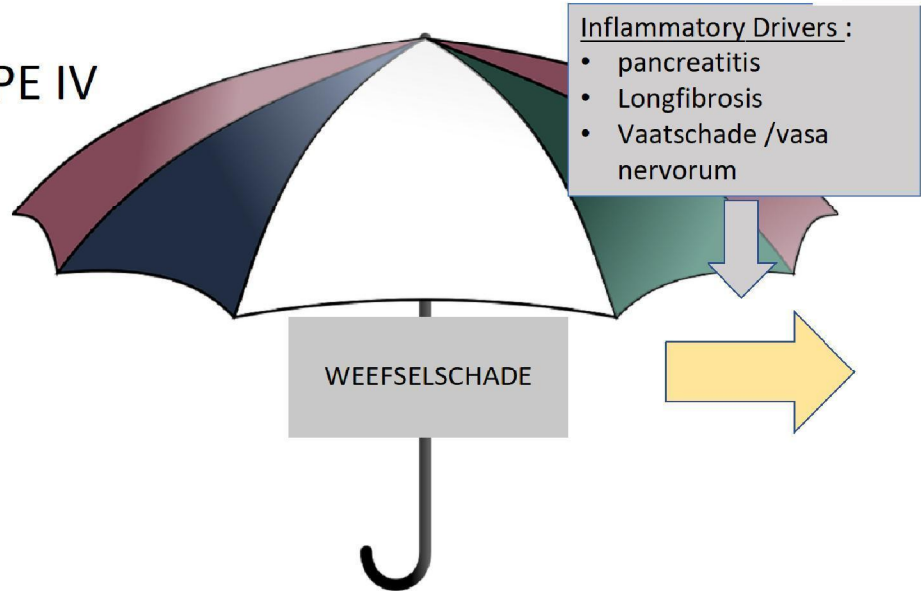 PE IV
Inflammatory Drivers :
• pancreatitis
• Longfibrosis
• Vaatschade /vasa
nervorum
WEEFSELSCHADE